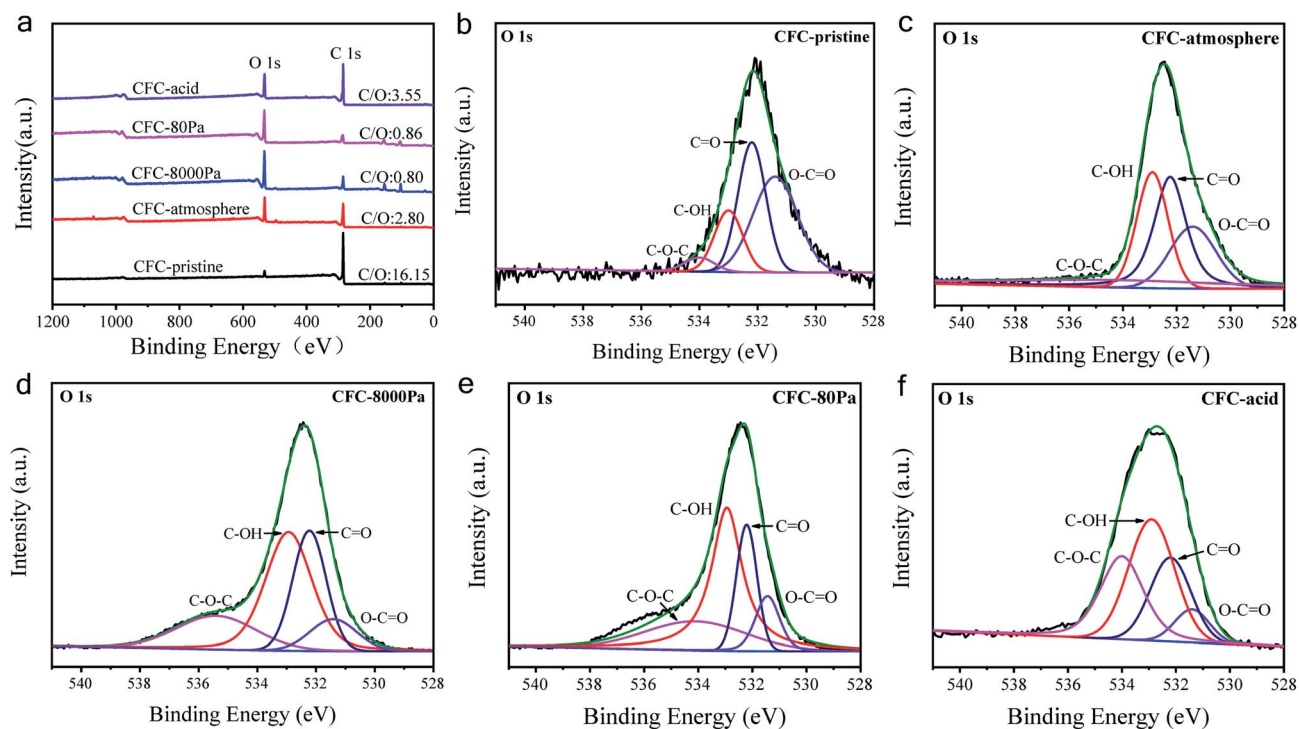 a
O 1s
C 1s
CFC-acid
C/O:3.55
CFC-80Pa
C/O:0.86
CFC-8000Pa
C/O:0.80
CFC-atmosphere
C/O:2.80
CFC-pristine
C/O:16.15
Intensity(a.u.)
1200 1000 800 600 400 200 0
Binding Energy（eV）
b
O 1s
CFC-pristine
C=O
O-C=O
C-OH
C-O-C
Intensity (a.u.)
540 538 536 534 532 530 528
Binding Energy (eV)
c
O 1s
CFC-atmosphere
C-OH
C=O
O-C=O
C-O-C
Intensity (a.u.)
540 538 536 534 532 530 528
Binding Energy (eV)
d
O 1s
CFC-8000Pa
C-OH
C=O
C-O-C
O-C=O
Intensity (a.u.)
540 538 536 534 532 530 528
Binding Energy (eV)
e
O 1s
CFC-80Pa
C-OH
C=O
C-O-C
O-C=O
Intensity (a.u.)
540 538 536 534 532 530 528
Binding Energy (eV)
f
O 1s
CFC-acid
C-OH
C-O-C
C=O
O-C=O
Intensity (a.u.)
540 538 536 534 532 530 528
Binding Energy (eV)